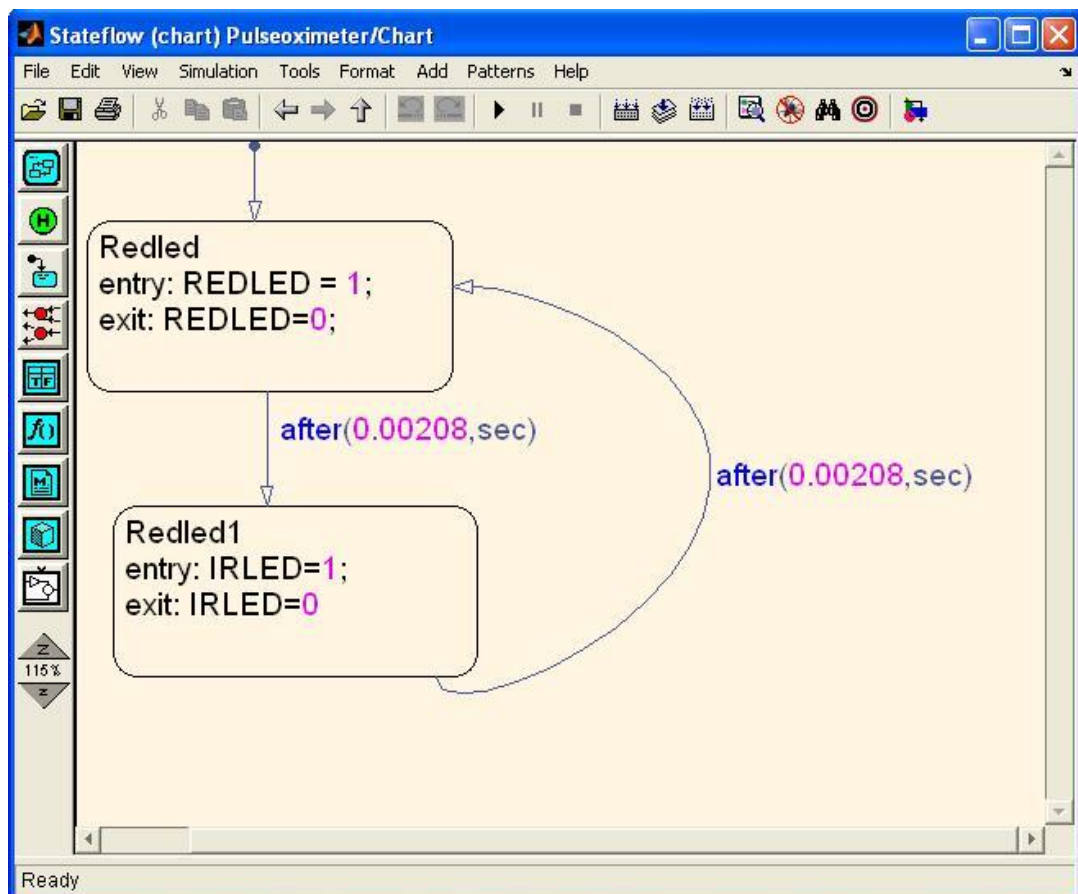 Stateflow (chart) Pulseoximeter/Chart
File Edit View Simulation Tools Format Add Patterns Help
H
Redled
entry: REDLED = 1;
exit: REDLED=0;
after(0.00208,sec)
after(0.00208,sec)
Redled1
entry: IRLED=1;
exit: IRLED=0
T F
f()
M
Z
115%
z
Ready